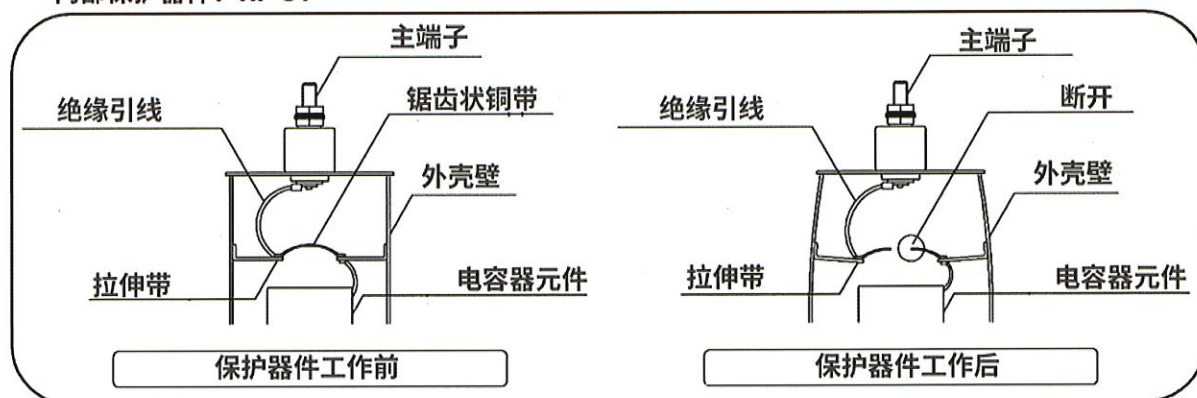 主端子
绝缘引线
锯齿状铜带
外壳壁
拉伸带
电容器元件
保护器件工作前
主端子
绝缘引线
断开
外壳壁
拉伸带
电容器元件
保护器件工作后